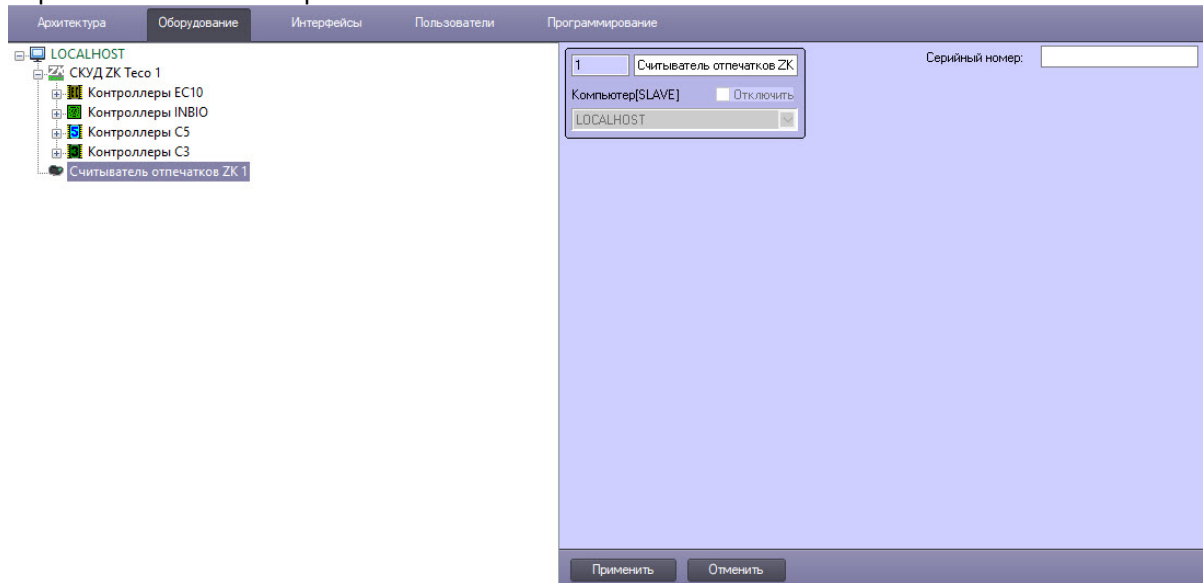 Архитектура Оборудование Интерфейсы Пользователи Программирование
LOCALHOST
СКУД ZK Teco 1
Контроллеры EC10
Контроллеры INBIO
Контроллеры C5
Контроллеры C3
Считыватель отпечатков ZK 1
1 Считыватель отпечатков ZK
Компьютер[SLAVE] Отключить
LOCALHOST
Серийный номер:
Применить Отменить